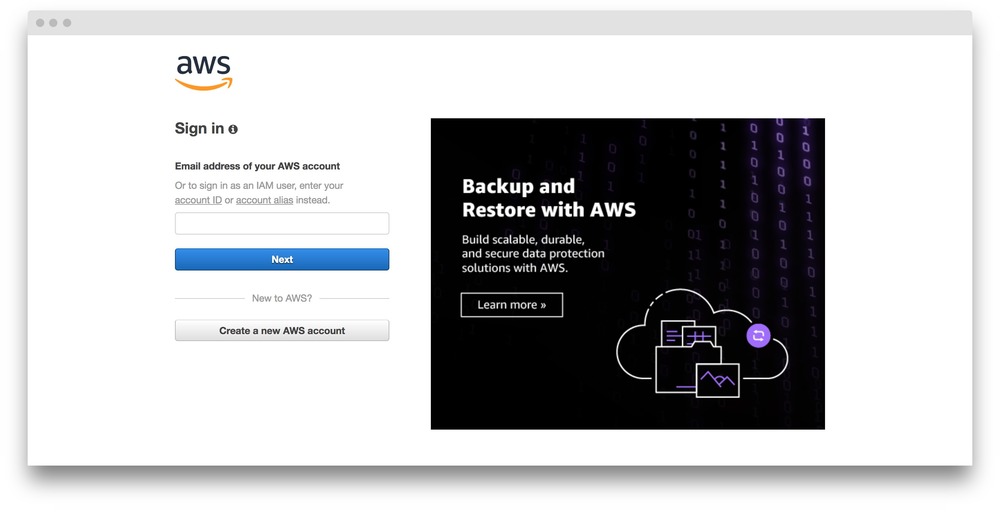 aws
Sign in
Email address of your AWS account
Or to sign in as an IAM user, enter your
account ID or account alias instead.
Next
New to AWS?
Create a new AWS account
Backup and
Restore with AWS
Build scalable, durable,
and secure data protection
solutions with AWS.
Learn more »